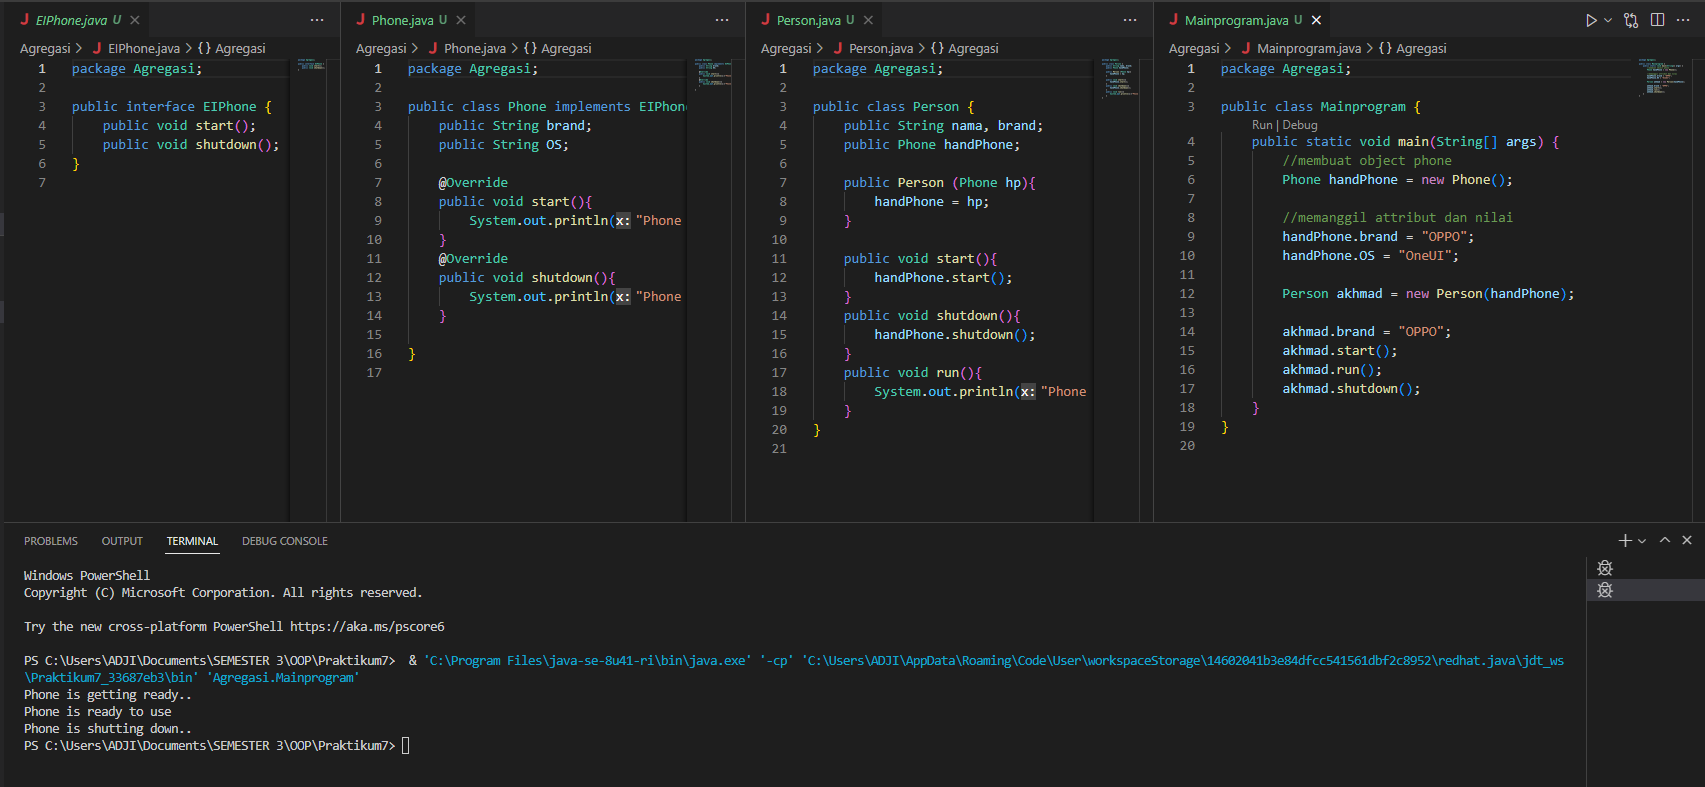 EIPhone.java U
Agregasi > EIPhone.java > {} Agregasi
1 package Agregasi;
2
3 public interface EIPhone {
4 public void start();
5 public void shutdown();
6 }
7
Phone.java U
Agregasi > Phone.java > {} Agregasi
1 package Agregasi;
2
3 public class Phone implements EIPhone
4 public String brand;
5 public String OS;
6
7 @Override
8 public void start(){
9 System.out.println(x: "Phone
10 }
11 @Override
12 public void shutdown(){
13 System.out.println(x: "Phone
14 }
15
16 }
17
Person.java U
Agregasi > Person.java > {} Agregasi
1 package Agregasi;
2
3 public class Person {
4 public String nama, brand;
5 public Phone handPhone;
6
7 public Person (Phone hp){
8 handPhone = hp;
9 }
10
11 public void start(){
12 handPhone.start();
13 }
14 public void shutdown(){
15 handPhone.shutdown();
16 }
17 public void run(){
18 System.out.println(x: "Phone
19 }
20 }
21
Mainprogram.java U
Agregasi > Mainprogram.java > {} Agregasi
1 package Agregasi;
2
3 public class Mainprogram {
Run | Debug
4 public static void main(String[] args) {
5 //membuat object phone
6 Phone handPhone = new Phone();
7
8 //memanggil attribut dan nilai
9 handPhone.brand = "OPPO";
10 handPhone.OS = "OneUI";
11
12 Person akhmad = new Person(handPhone);
13
14 akhmad.brand = "OPPO";
15 akhmad.start();
16 akhmad.run();
17 akhmad.shutdown();
18 }
19 }
20
PROBLEMS OUTPUT TERMINAL DEBUG CONSOLE
Windows PowerShell
Copyright (C) Microsoft Corporation. All rights reserved.
Try the new cross-platform PowerShell https://aka.ms/pscore6
PS C:\Users\ADJI\Documents\SEMESTER 3\OOP\Praktikum7> & 'C:\Program Files\java-se-8u41-ri\bin\java.exe' '-cp' 'C:\Users\ADJI\AppData\Roaming\Code\User\workspaceStorage\14602041b3e84dfcc541561dbf2c8952\redhat.java\jdt_ws
\Praktikum7_33687eb3\bin' 'Agregasi.Mainprogram'
Phone is getting ready..
Phone is ready to use
Phone is shutting down..
PS C:\Users\ADJI\Documents\SEMESTER 3\OOP\Praktikum7>